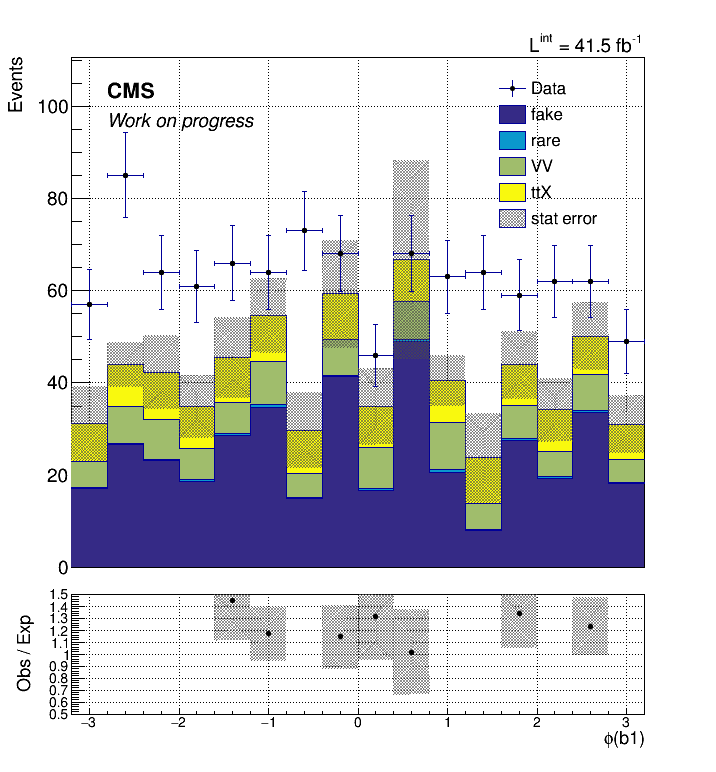 L^int = 41.5 fb^-1
Events
CMS
Work on progress
Data
fake
rare
VV
ttX
stat error
100
80
60
40
20
0
Obs / Exp
1.5
1.4
1.3
1.2
1.1
1
0.9
0.8
0.7
0.6
0.5
−3 −2 −1 0 1 2 3
ϕ(b1)